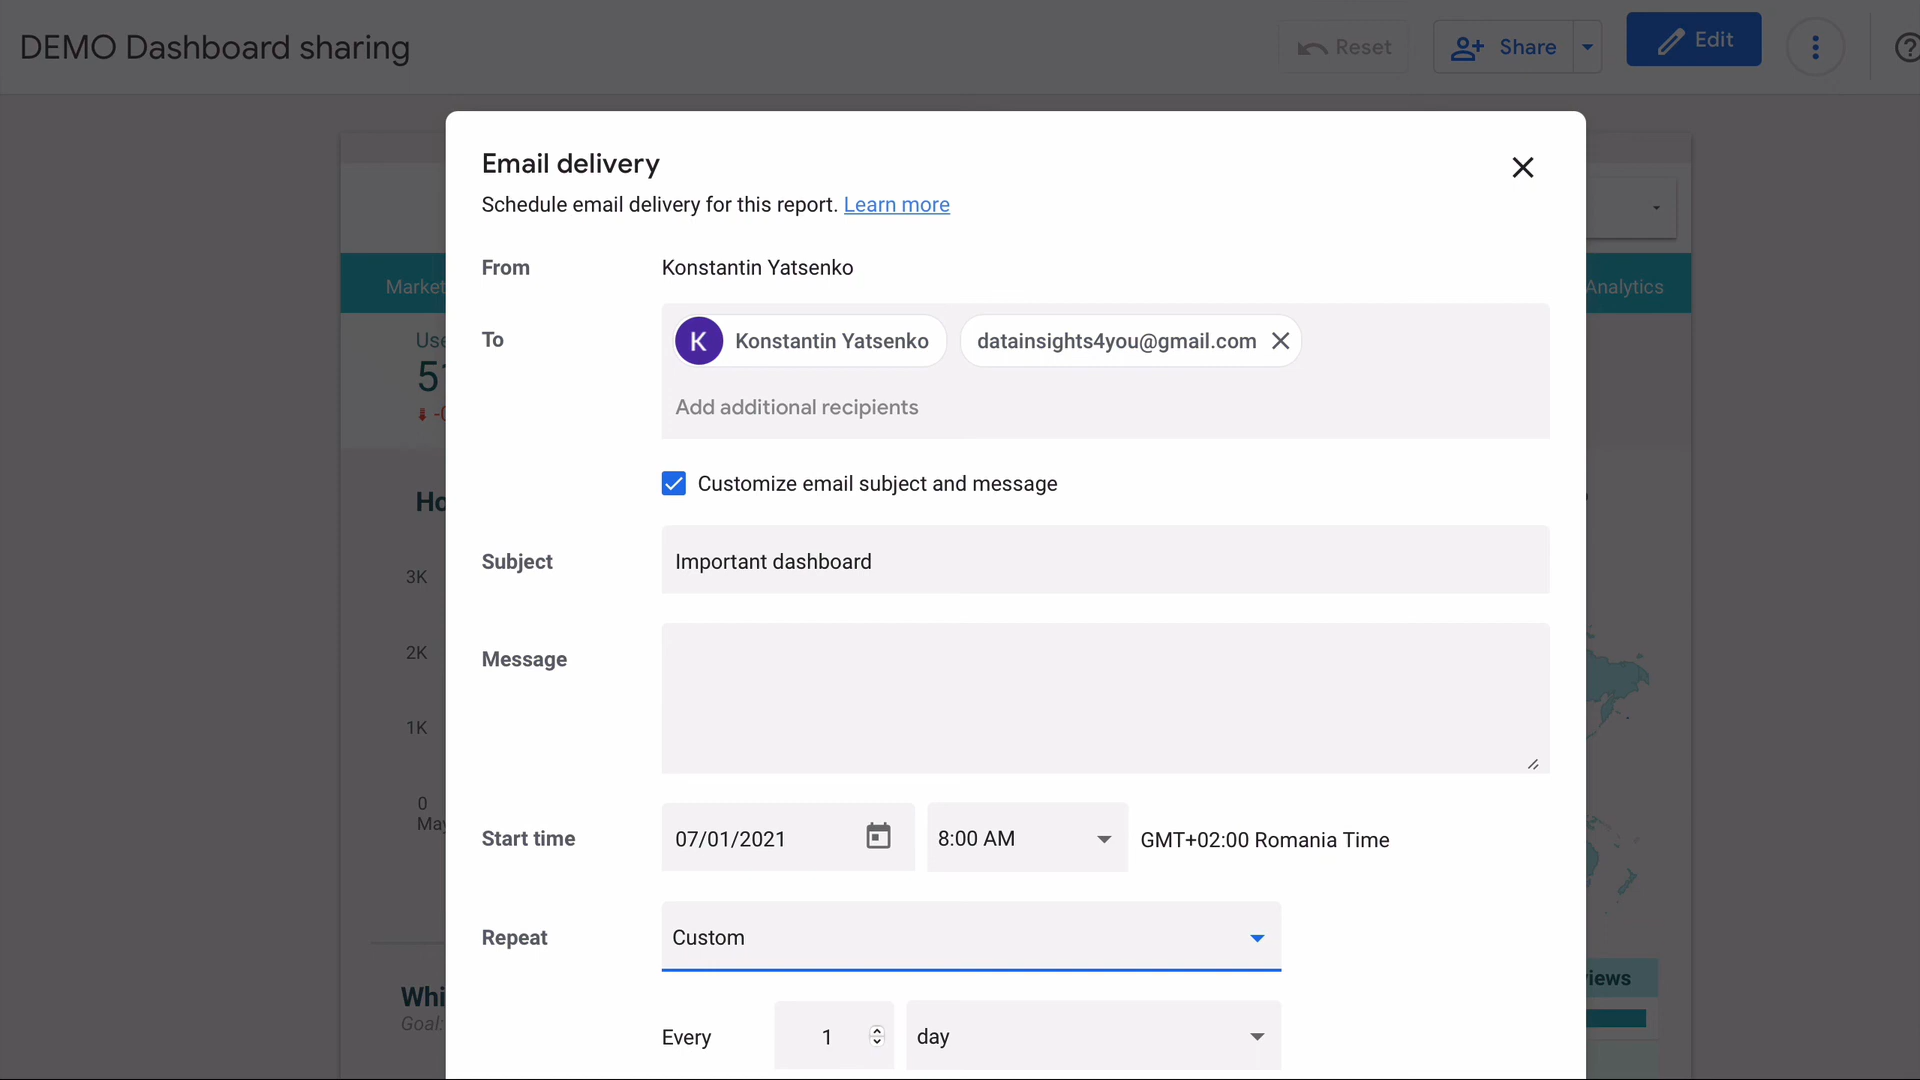 DEMO Dashboard sharing
Reset
Share
Edit
Email delivery
Schedule email delivery for this report. Learn more
From
Konstantin Yatsenko
To
K
Konstantin Yatsenko
datainsights4you@gmail.com
Add additional recipients
Customize email subject and message
Subject
Important dashboard
Message
Start time
07/01/2021
8:00 AM
GMT+02:00 Romania Time
Repeat
Custom
Every
1
day
Analytics
3K
2K
1K
0
Goal: